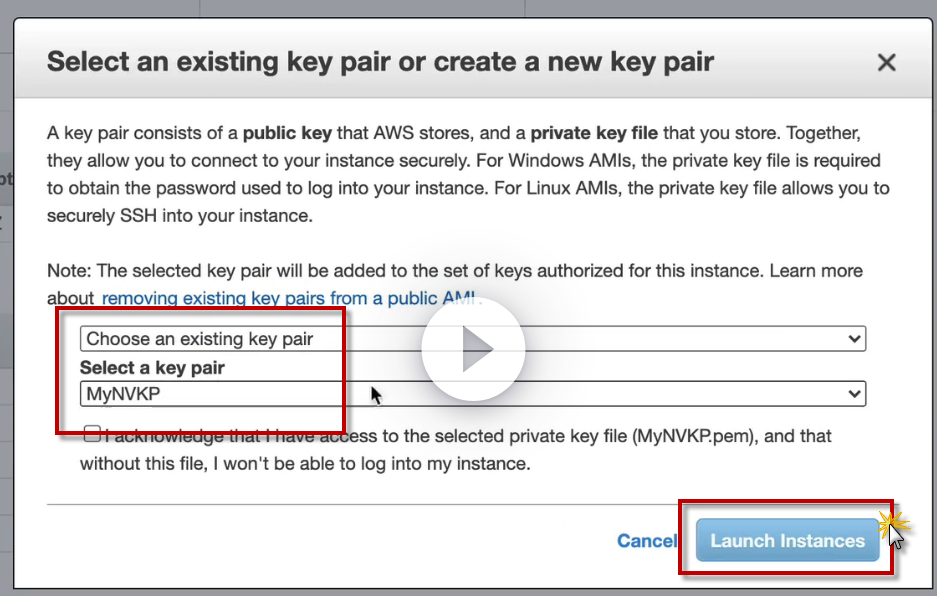 Select an existing key pair or create a new key pair
A key pair consists of a public key that AWS stores, and a private key file that you store. Together,
they allow you to connect to your instance securely. For Windows AMIs, the private key file is required
to obtain the password used to log into your instance. For Linux AMIs, the private key file allows you to
securely SSH into your instance.
Note: The selected key pair will be added to the set of keys authorized for this instance. Learn more
about removing existing key pairs from a public AMI.
Choose an existing key pair
Select a key pair
MyNVKP
I acknowledge that I have access to the selected private key file (MyNVKP.pem), and that
without this file, I won't be able to log into my instance.
Cancel
Launch Instances